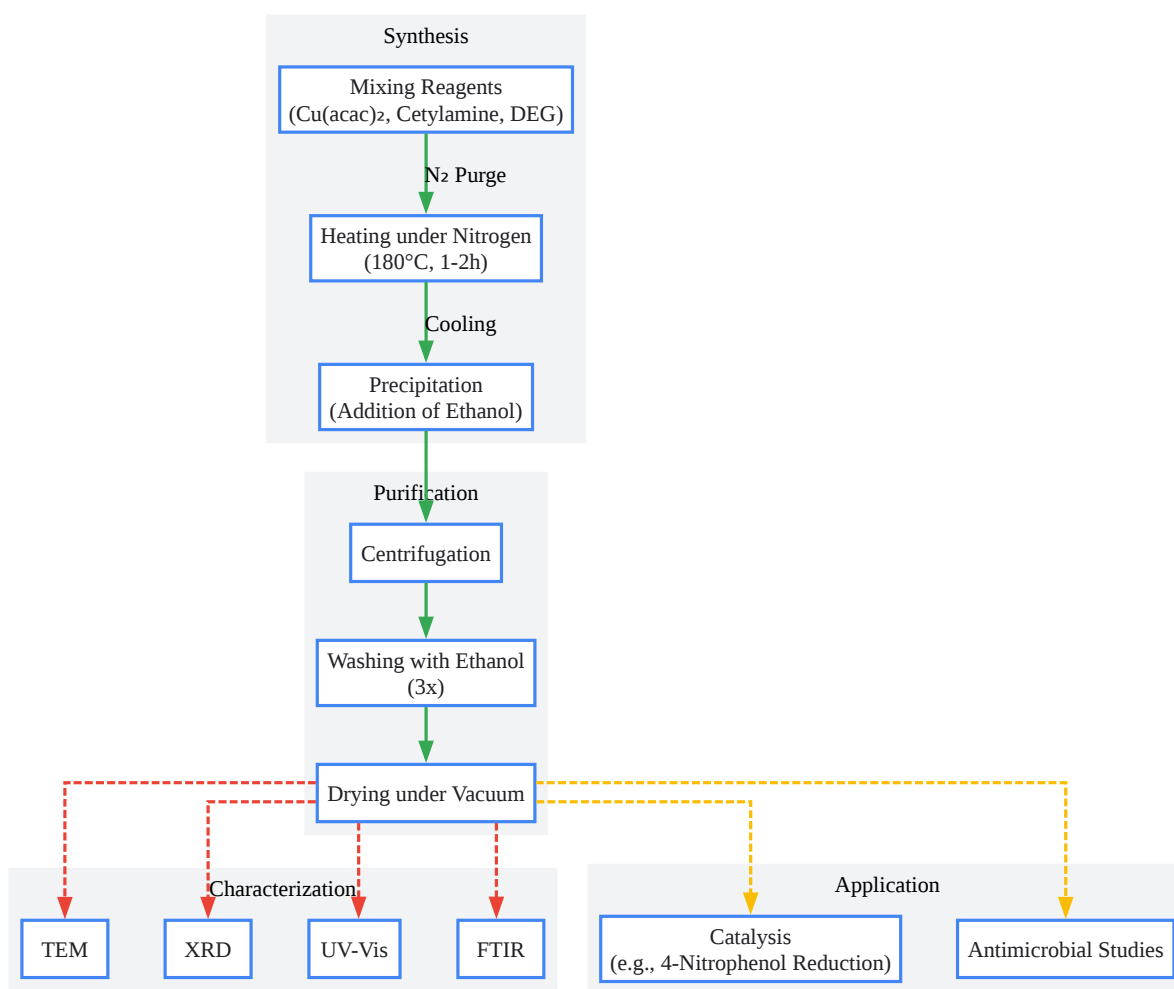 Synthesis
Mixing Reagents
(Cu(acac)₂, Cetylamine, DEG)
N₂ Purge
Heating under Nitrogen
(180°C, 1-2h)
Cooling
Precipitation
(Addition of Ethanol)
Purification
Centrifugation
Washing with Ethanol
(3x)
Drying under Vacuum
Characterization
TEM
XRD
UV-Vis
FTIR
Application
Catalysis
(e.g., 4-Nitrophenol Reduction)
Antimicrobial Studies